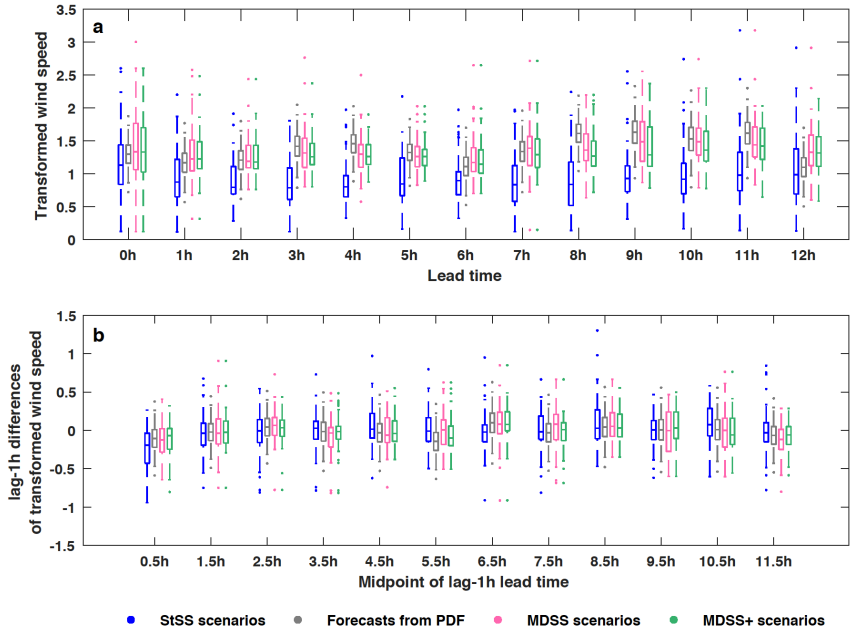 a
Transformed wind speed
3.5
3
2.5
2
1.5
1
0.5
0
0h 1h 2h 3h 4h 5h 6h 7h 8h 9h 10h 11h 12h
Lead time
b
lag-1h differences
of transformed wind speed
1.5
1
0.5
0
-0.5
-1
-1.5
0.5h 1.5h 2.5h 3.5h 4.5h 5.5h 6.5h 7.5h 8.5h 9.5h 10.5h 11.5h
Midpoint of lag-1h lead time
StSS scenarios Forecasts from PDF MDSS scenarios MDSS+ scenarios